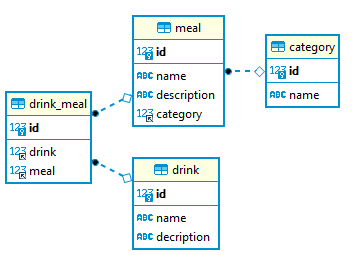 meal
123 id
ABC name
ABC description
123 category
category
123 id
ABC name
drink_meal
123 id
123 drink
123 meal
drink
123 id
ABC name
ABC decription